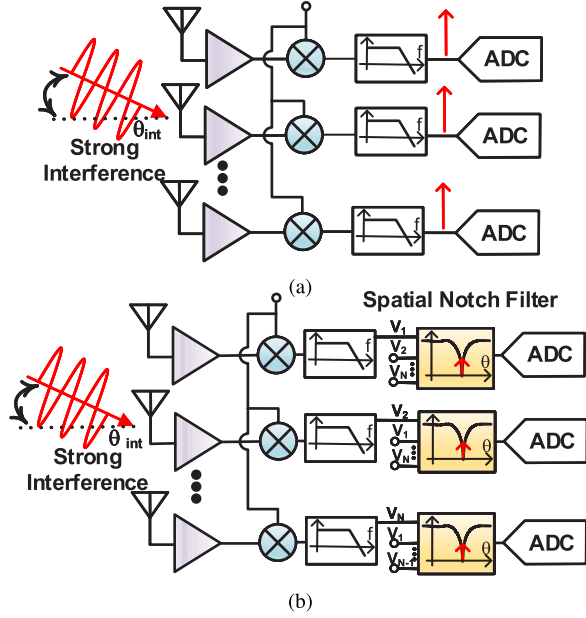 f
ADC
θint
Strong
Interference
f
ADC
f
ADC
(a)
Spatial Notch Filter
V1
V2
VN
f
θ
ADC
θ int
Strong
Interference
V2
V1
VN
f
θ
ADC
VN
V1
VN-1
f
θ
ADC
(b)